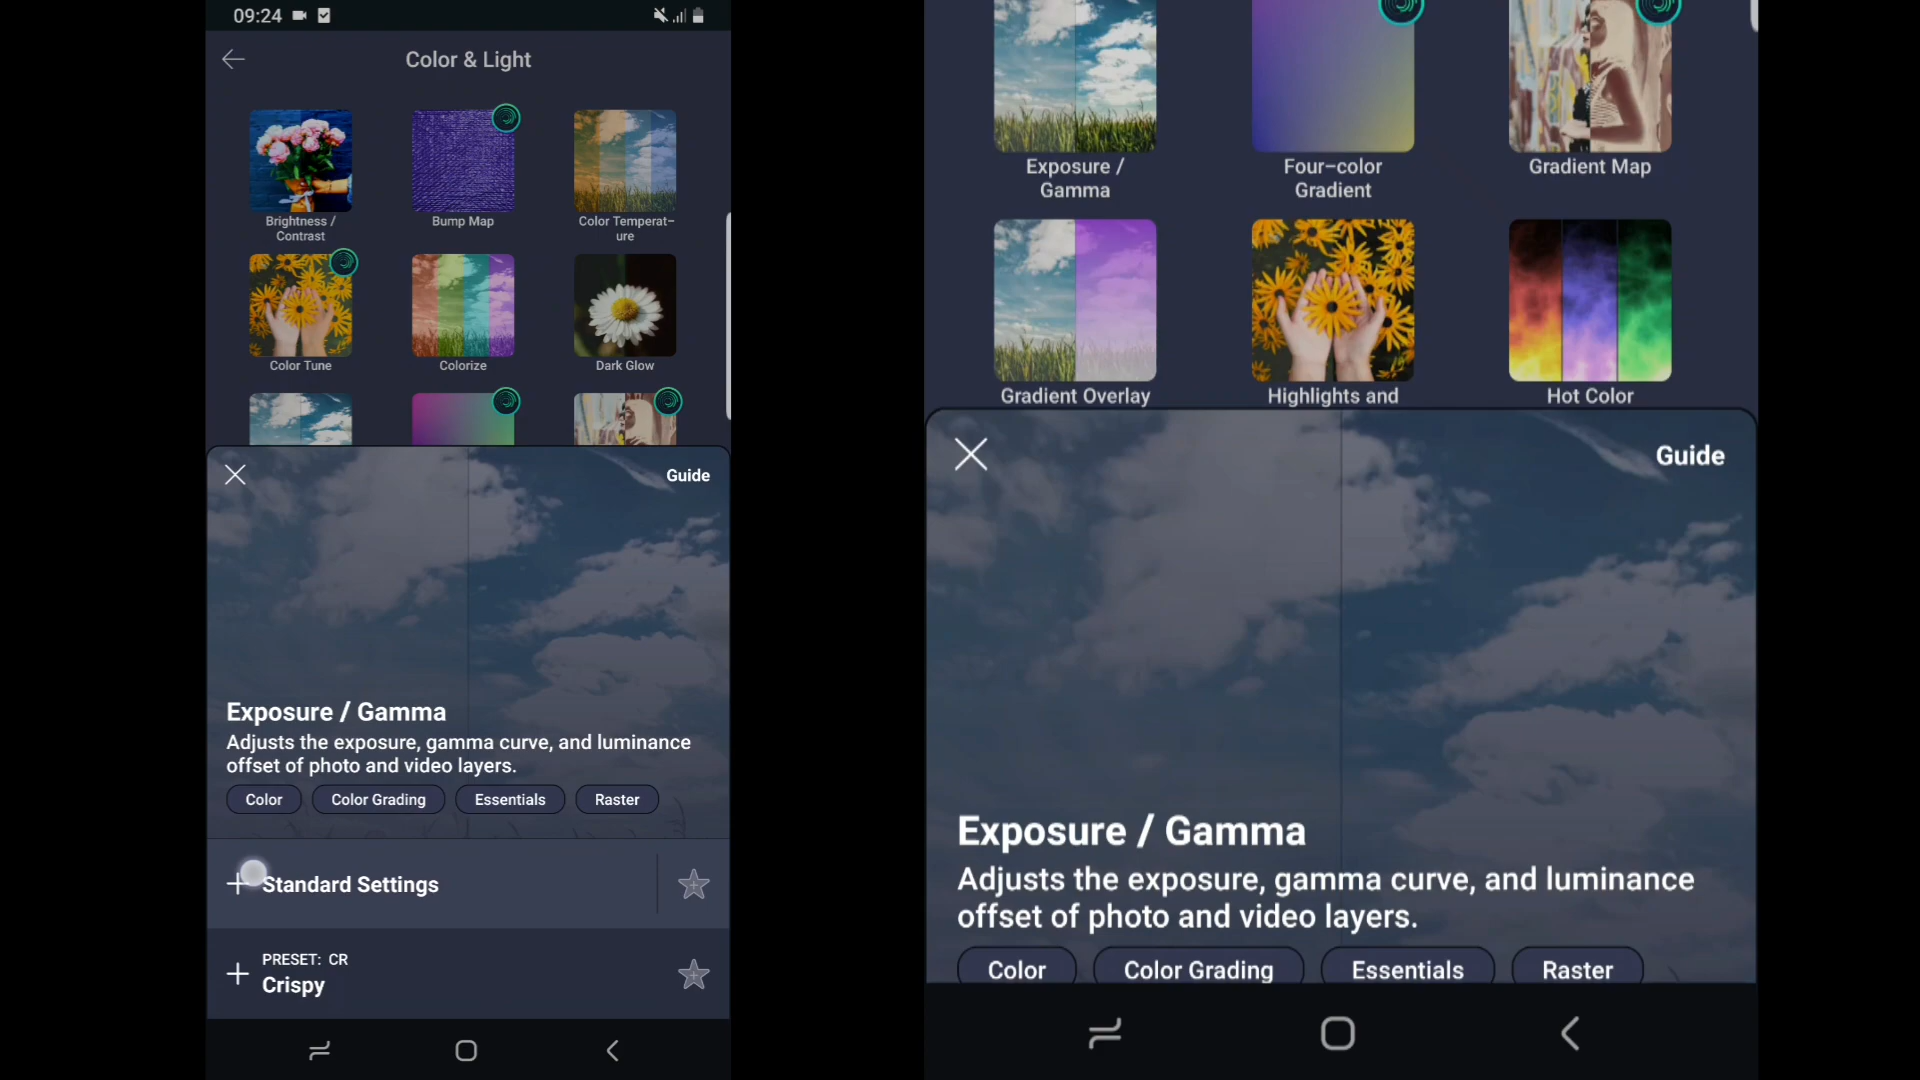 09:24
Color & Light
Brightness /
Contrast
Bump Map
Color Temperat-
ure
Color Tune
Colorize
Dark Glow
Guide
Exposure / Gamma
Adjusts the exposure, gamma curve, and luminance
offset of photo and video layers.
Color
Color Grading
Essentials
Raster
Standard Settings
PRESET: CR
Crispy
Exposure /
Gamma
Four-color
Gradient
Gradient Map
Gradient Overlay
Highlights and
Hot Color
Guide
Exposure / Gamma
Adjusts the exposure, gamma curve, and luminance
offset of photo and video layers.
Color
Color Grading
Essentials
Raster